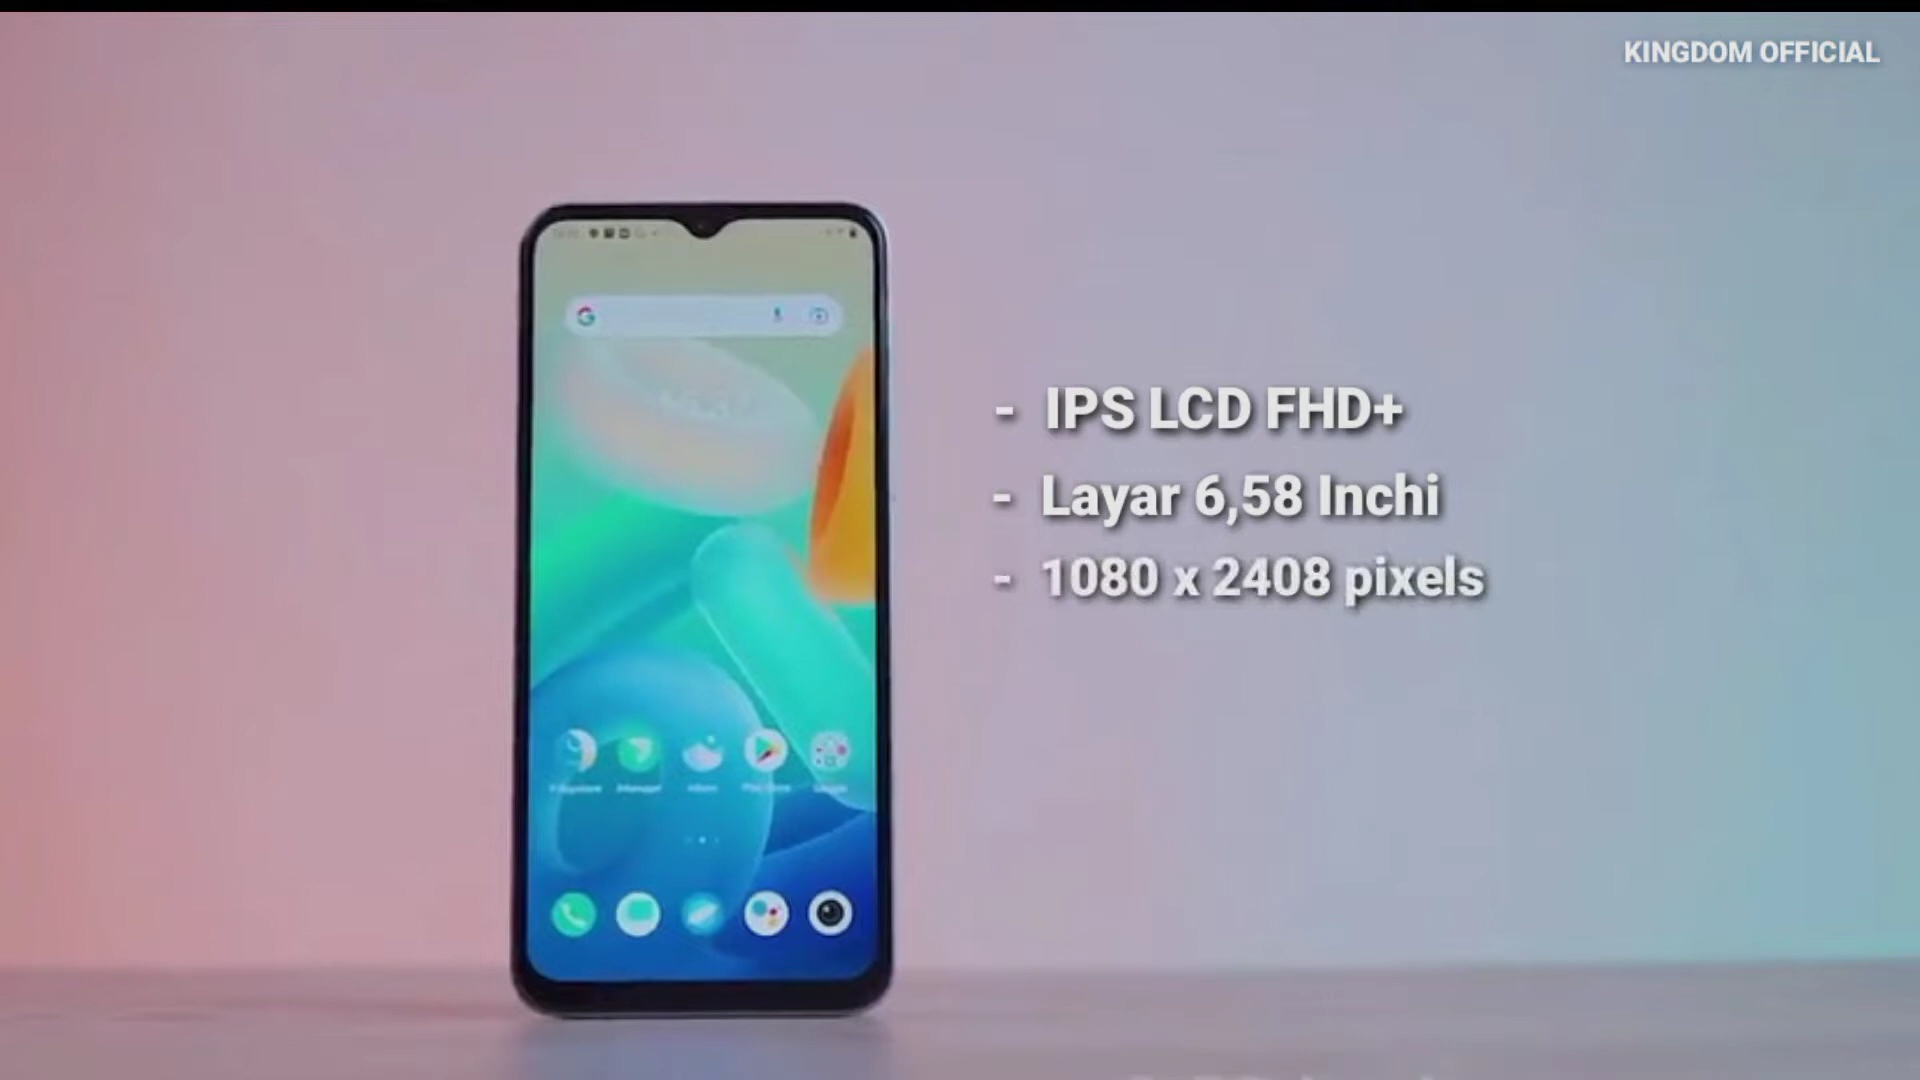 KINGDOM OFFICIAL
- IPS LCD FHD+
- Layar 6,58 Inchi
- 1080 x 2408 pixels